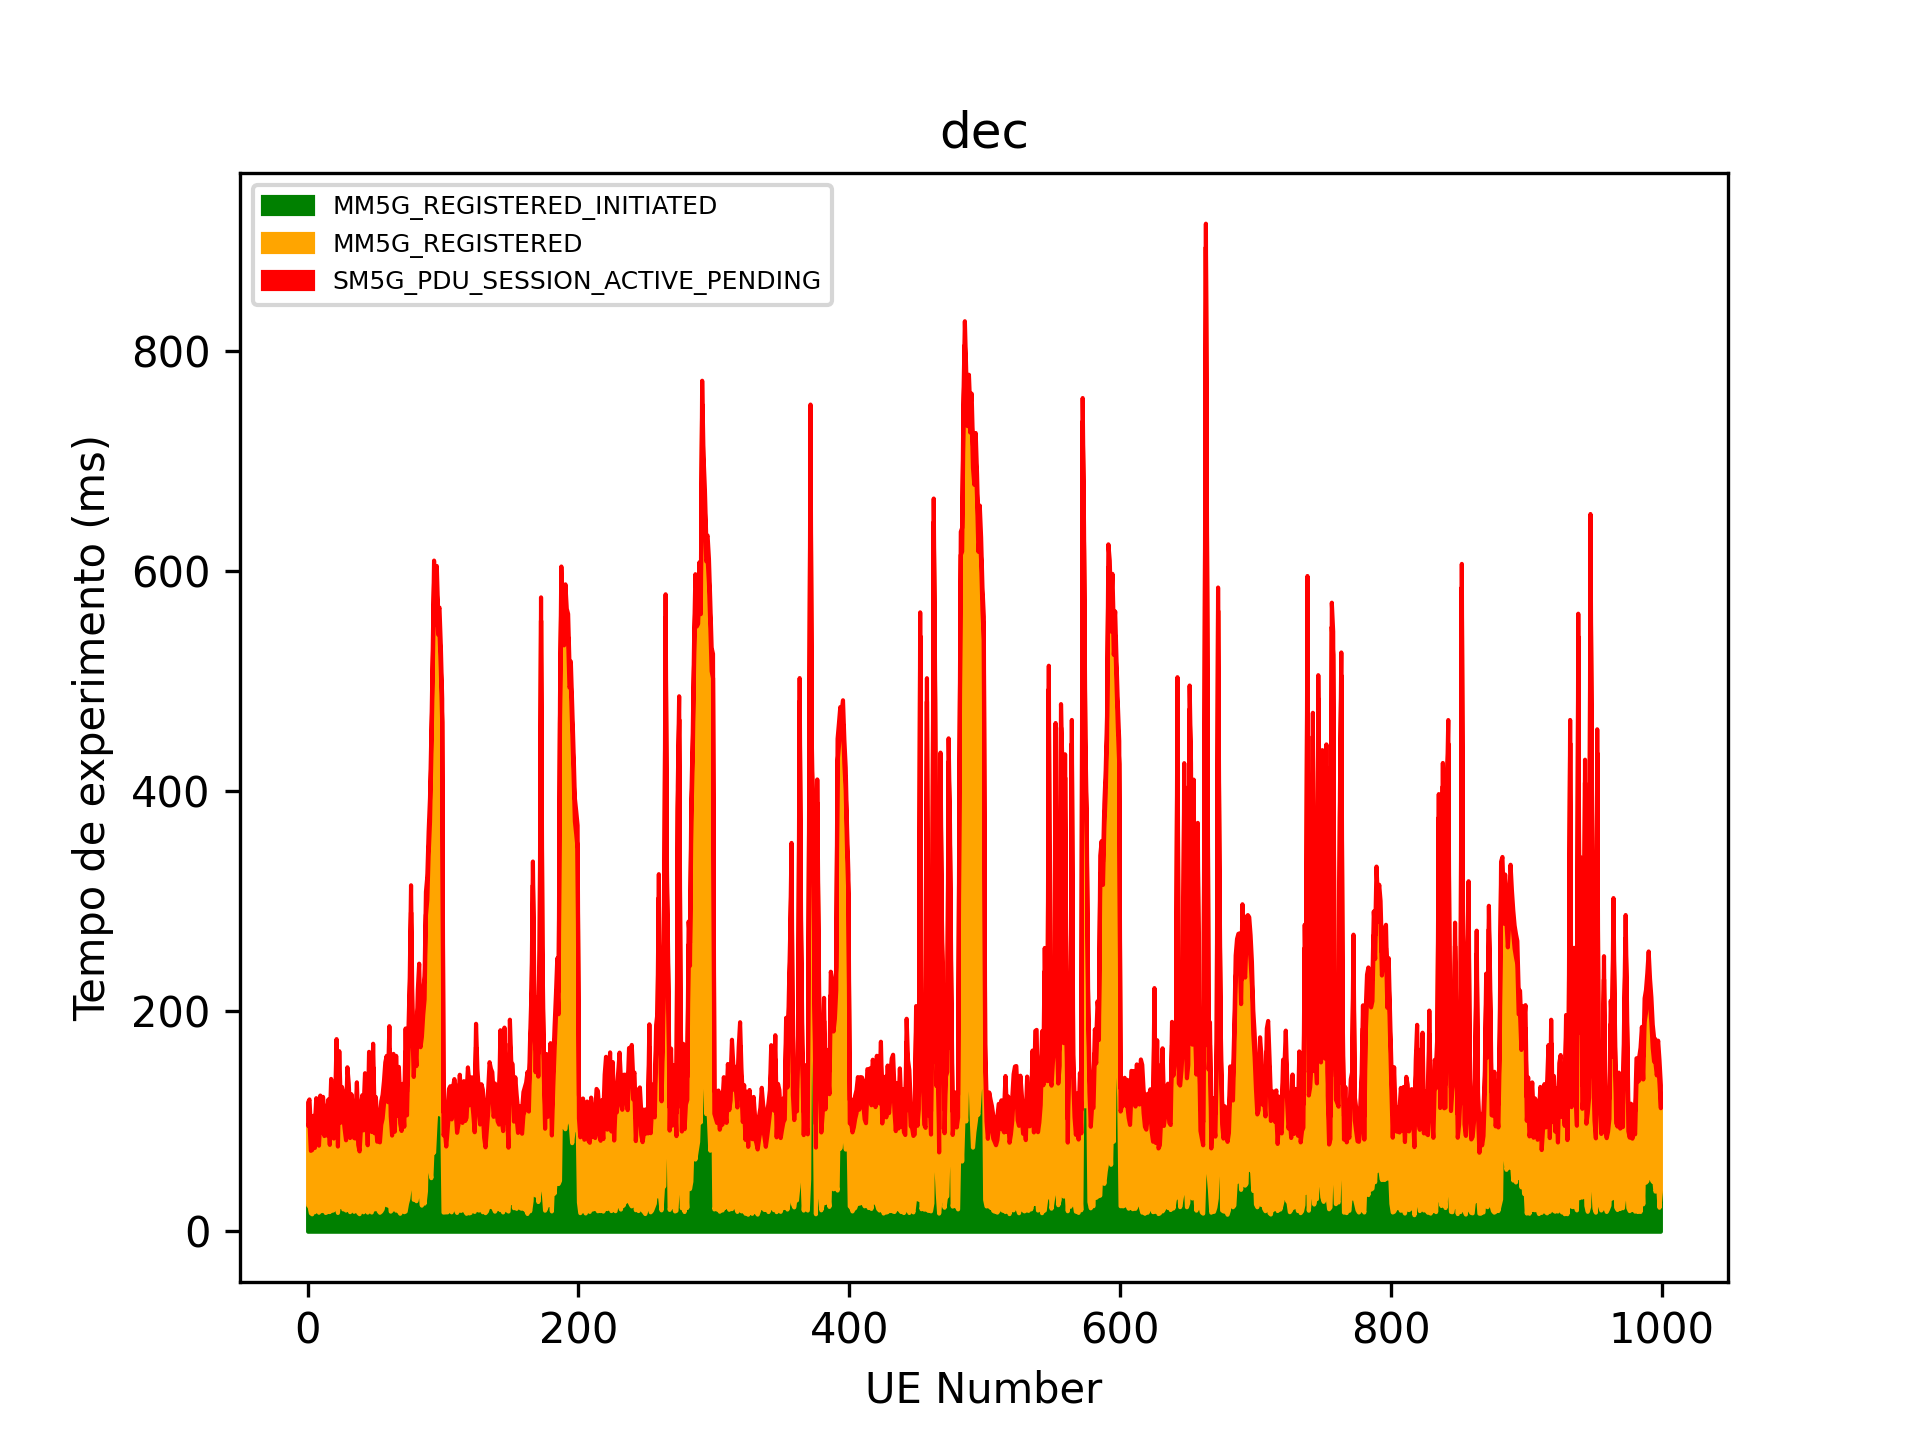 dec
MM5G_REGISTERED_INITIATED
MM5G_REGISTERED
SM5G_PDU_SESSION_ACTIVE_PENDING
Tempo de experimento (ms)
800
600
400
200
0
0 200 400 600 800 1000
UE Number